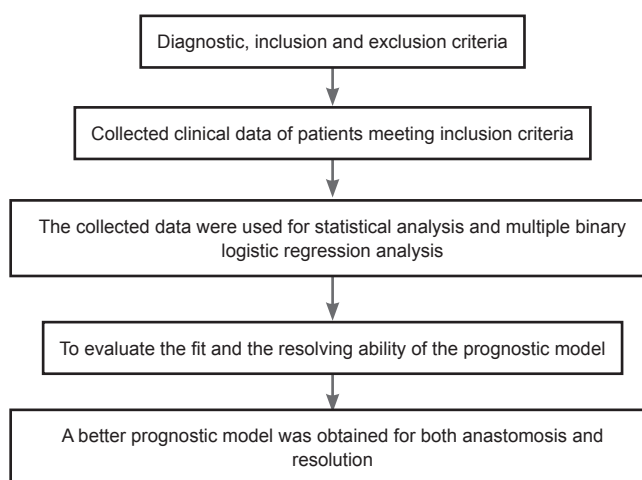 Diagnostic, inclusion and exclusion criteria
Collected clinical data of patients meeting inclusion criteria
The collected data were used for statistical analysis and multiple binary
logistic regression analysis
To evaluate the fit and the resolving ability of the prognostic model
A better prognostic model was obtained for both anastomosis and
resolution